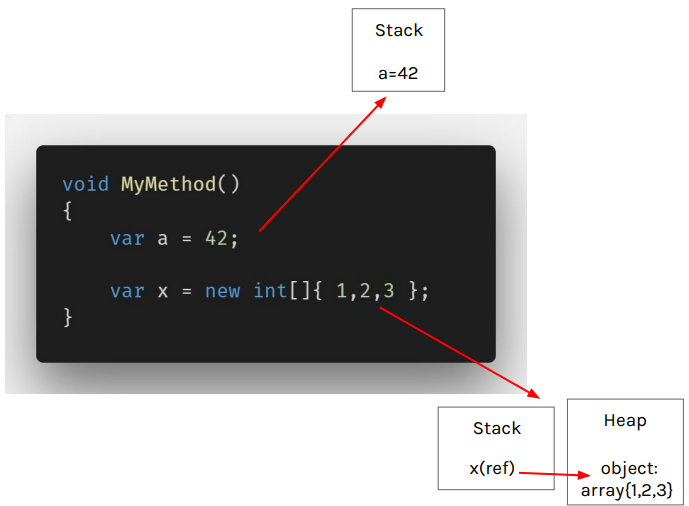 Stack
a=42
void MyMethod()
{
    var a = 42;
    var x = new int[]{ 1,2,3 };
}
Stack
x(ref)
Heap
object:
array{1,2,3}